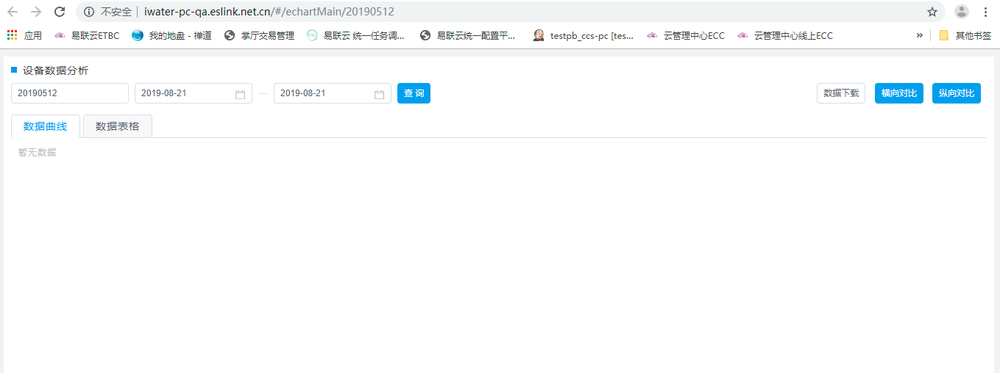 不安全 iwater-pc-qa.eslink.net.cn/#/echartMain/20190512
应用 易联云ETBC 我的地盘 - 禅道 掌厅交易管理 易联云 统一任务调... 易联云统一配置平... testpb_ccs-pc [tes... 云管理中心ECC 云管理中心线上ECC » 其他书签
设备数据分析
20190512 2019-08-21 — 2019-08-21 查 询 数据下载 横向对比 纵向对比
数据曲线 数据表格
暂无数据